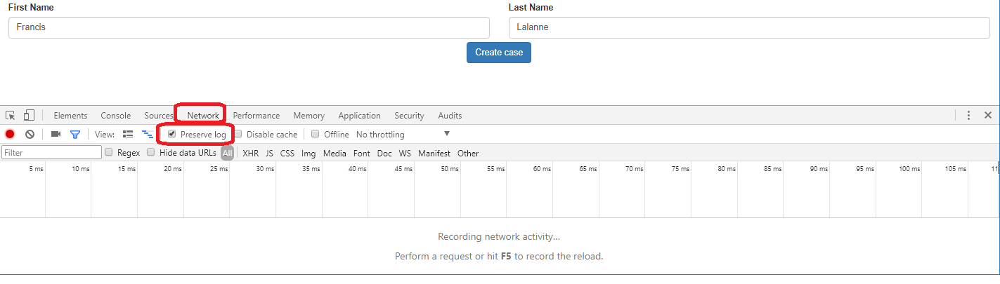 First Name Last Name
Francis Lalanne
Create case
Elements Console Sources Network Performance Memory Application Security Audits
View: Preserve log Disable cache Offline No throttling
Filter Regex Hide data URLs All XHR JS CSS Img Media Font Doc WS Manifest Other
5 ms 10 ms 15 ms 20 ms 25 ms 30 ms 35 ms 40 ms 45 ms 50 ms 55 ms 60 ms 65 ms 70 ms 75 ms 80 ms 85 ms 90 ms 95 ms 100 ms 105 ms 11
Recording network activity...
Perform a request or hit F5 to record the reload.